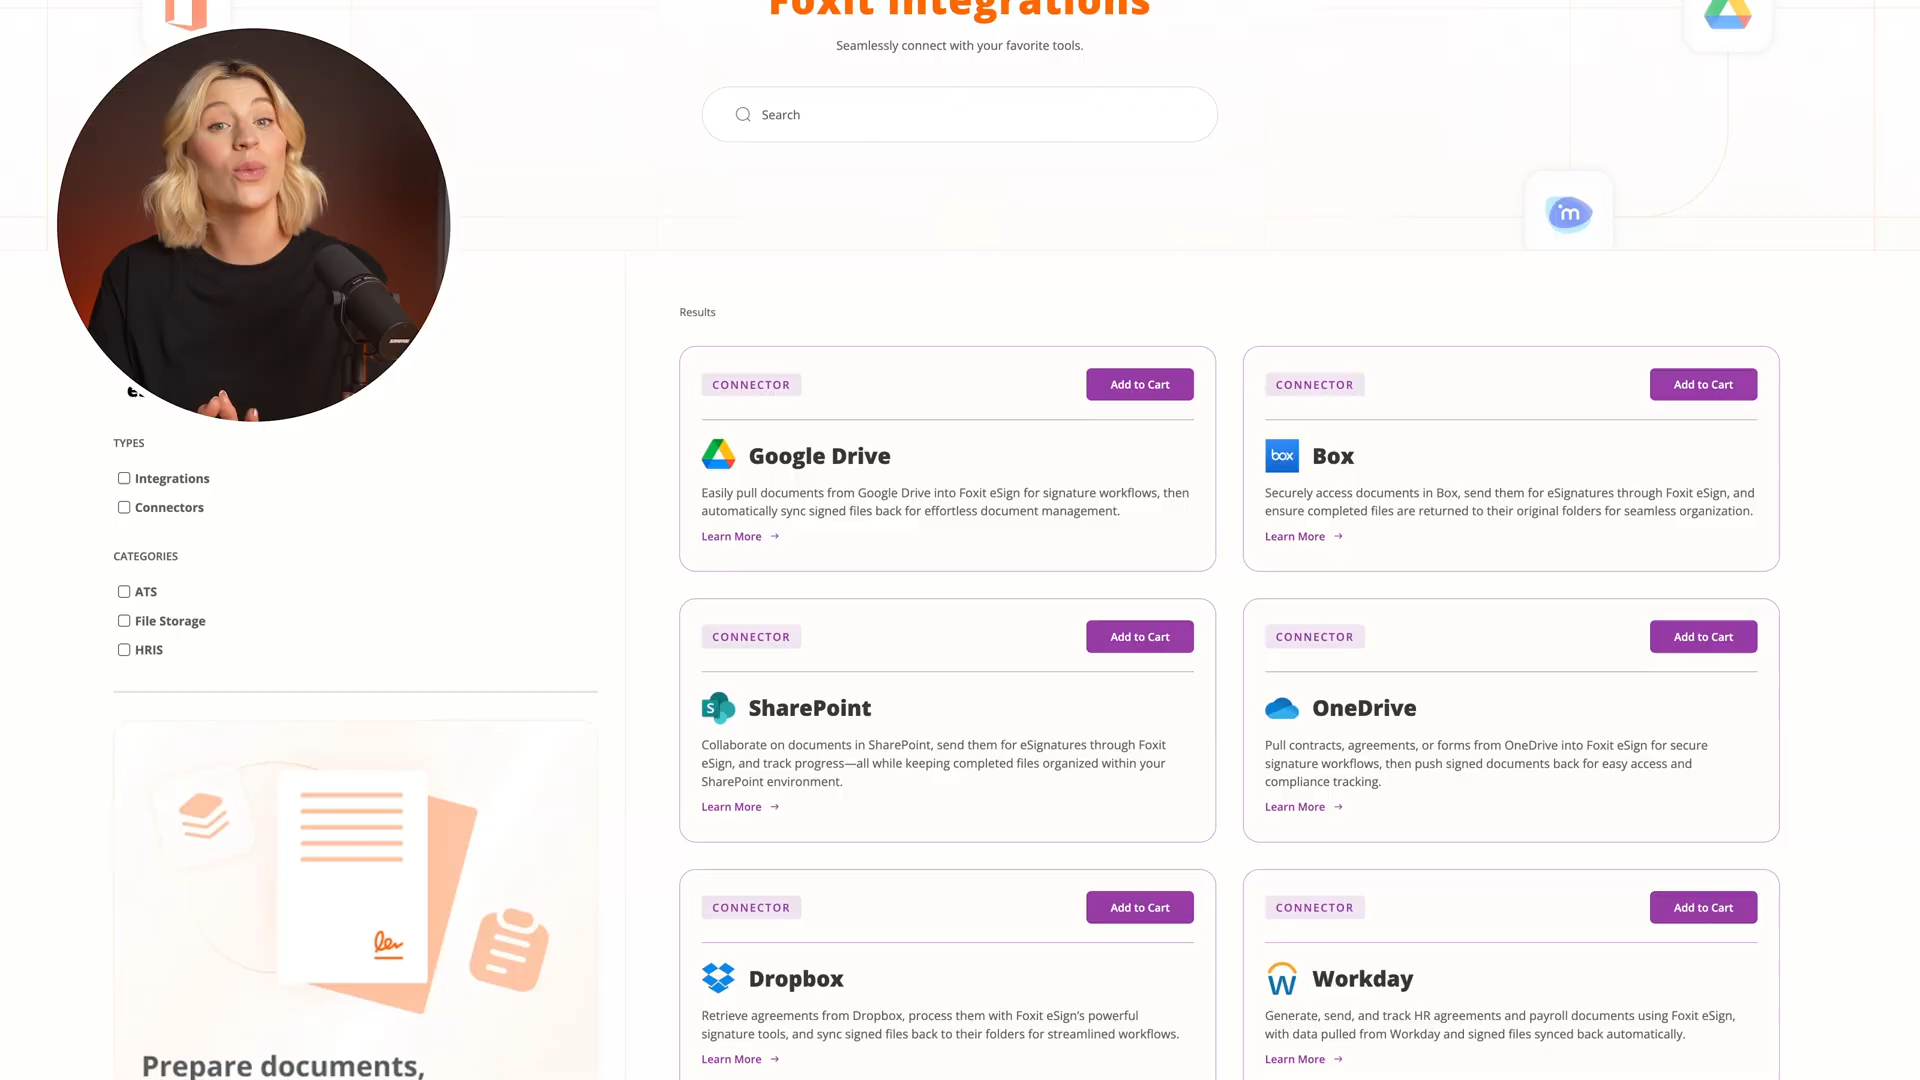 Foxit Integrations
Seamlessly connect with your favorite tools.
Search
m
TYPES
Integrations
Connectors
CATEGORIES
ATS
File Storage
HRIS
Prepare documents,
Results
CONNECTOR
Add to Cart
Google Drive
Easily pull documents from Google Drive into Foxit eSign for signature workflows, then
automatically sync signed files back for effortless document management.
Learn More →
CONNECTOR
Add to Cart
box
Box
Securely access documents in Box, send them for eSignatures through Foxit eSign, and
ensure completed files are returned to their original folders for seamless organization.
Learn More →
CONNECTOR
Add to Cart
S
SharePoint
Collaborate on documents in SharePoint, send them for eSignatures through Foxit
eSign, and track progress—all while keeping completed files organized within your
SharePoint environment.
Learn More →
CONNECTOR
Add to Cart
OneDrive
Pull contracts, agreements, or forms from OneDrive into Foxit eSign for secure
signature workflows, then push signed documents back for easy access and
compliance tracking.
Learn More →
CONNECTOR
Add to Cart
Dropbox
Retrieve agreements from Dropbox, process them with Foxit eSign’s powerful
signature tools, and sync signed files back to their folders for streamlined workflows.
Learn More →
CONNECTOR
Add to Cart
W
Workday
Generate, send, and track HR agreements and payroll documents using Foxit eSign,
with data pulled from Workday and signed files synced back automatically.
Learn More →